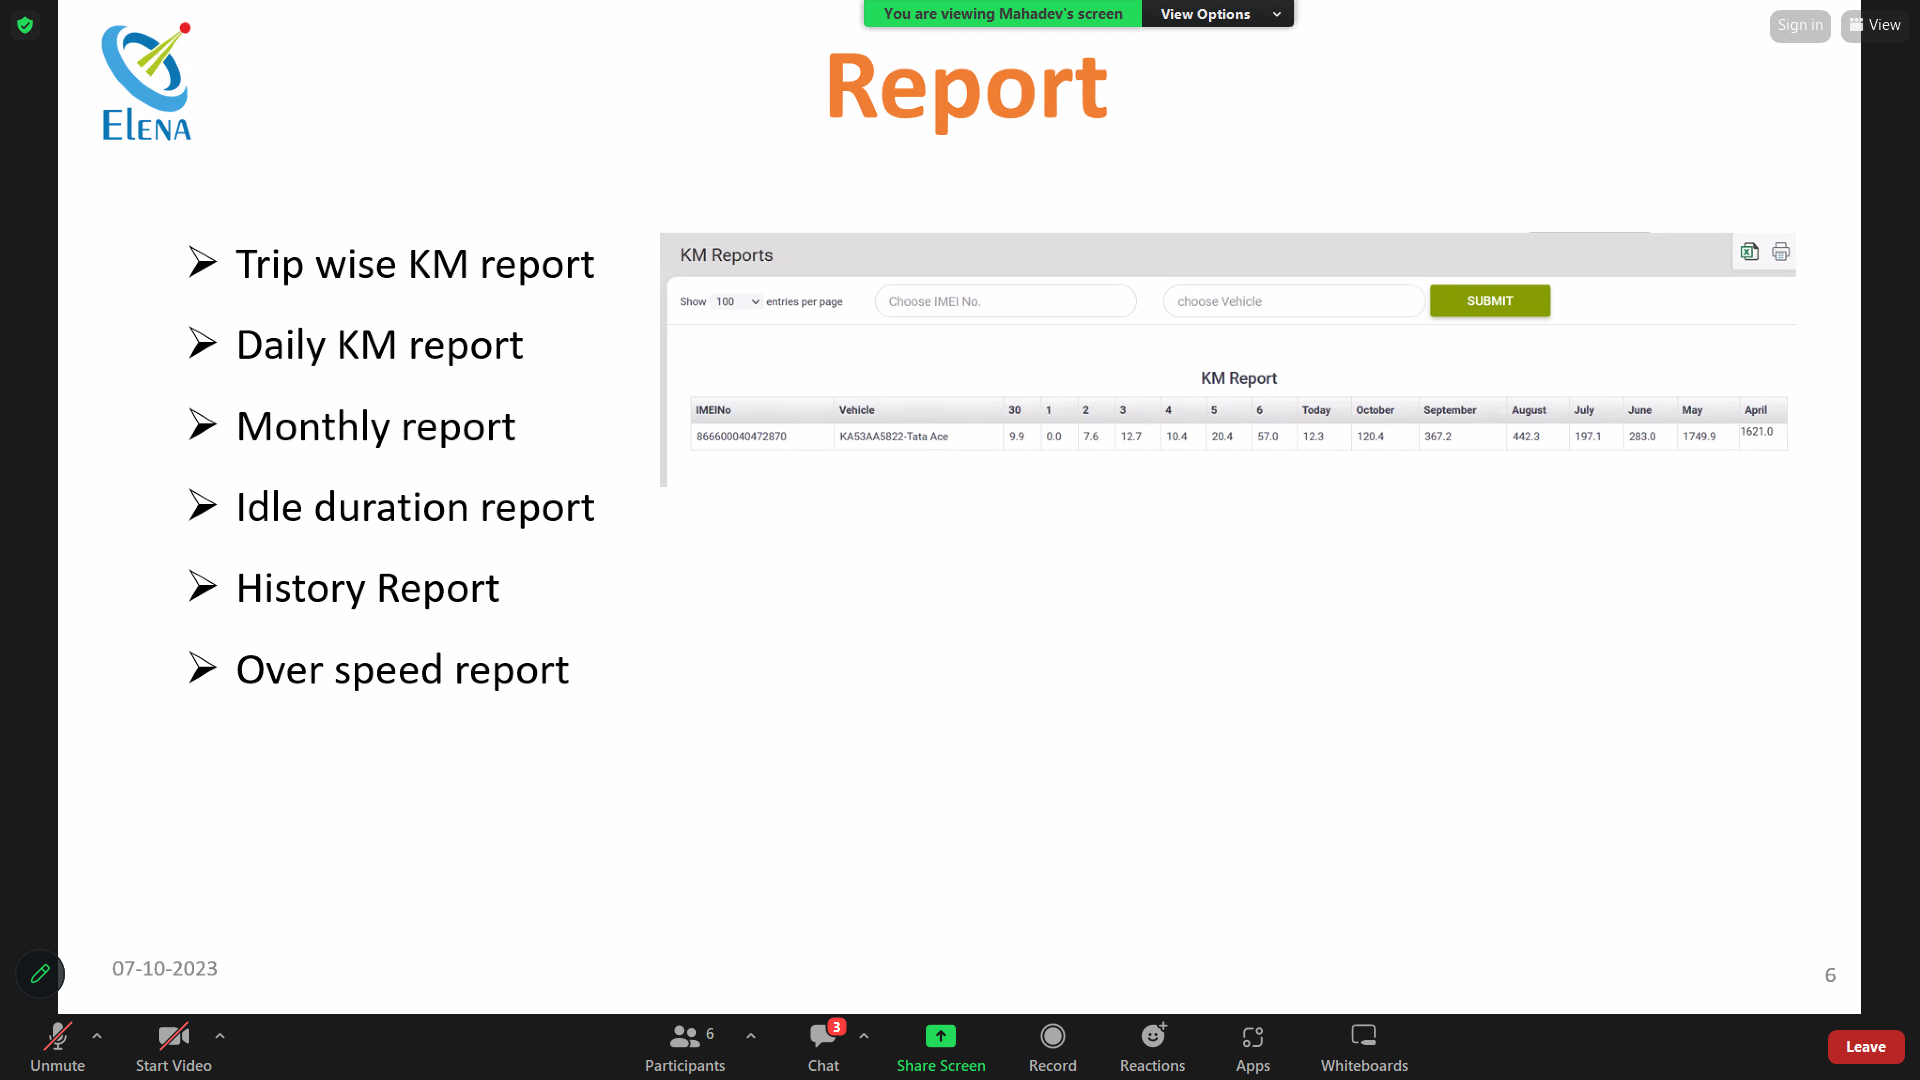 You are viewing Mahadev's screen View Options
Sign in View
ElENA
Report
Trip wise KM report
Daily KM report
Monthly report
Idle duration report
History Report
Over speed report
KM Reports
Show 100 entries per page Choose IMEI No. choose Vehicle SUBMIT
KM Report
IMEINo Vehicle 30 1 2 3 4 5 6 Today October September August July June May April
866600040472870 KA53AA5822-Tata Ace 9.9 0.0 7.6 12.7 10.4 20.4 57.0 12.3 120.4 367.2 442.3 197.1 283.0 1749.9 1621.0
07-10-2023
6
6 3
Unmute Start Video Participants Chat Share Screen Record Reactions Apps Whiteboards Leave